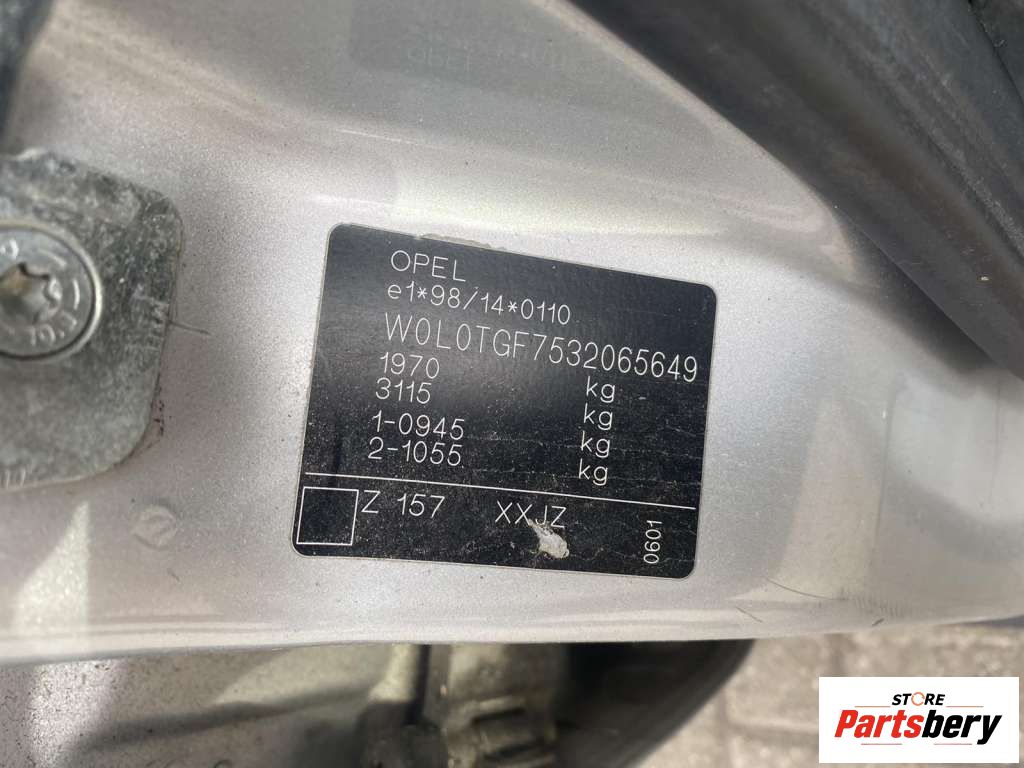 OPEL
e1*98/14*0110
W0L0TGF7532065649
1970 kg
3115 kg
1-0945 kg
2-1055 kg
Z 157 XXJZ
0601
STORE
Partsbery